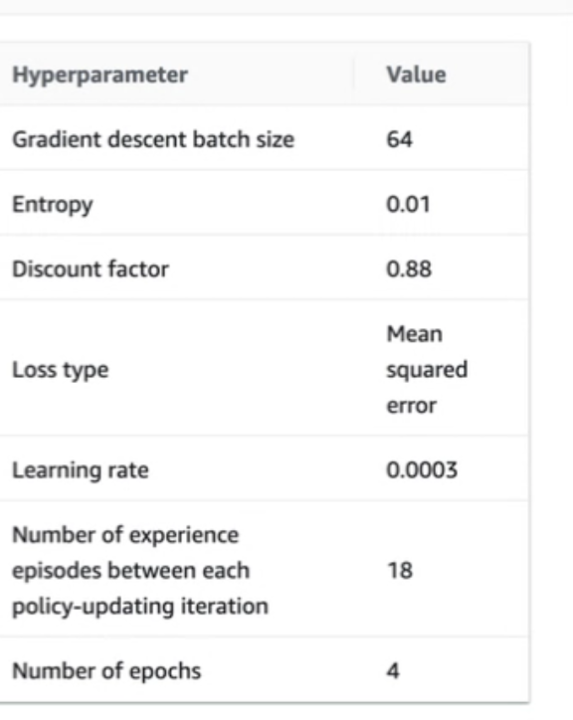 Hyperparameter Value
Gradient descent batch size 64
Entropy 0.01
Discount factor 0.88
Loss type Mean squared error
Learning rate 0.0003
Number of experience episodes between each policy-updating iteration 18
Number of epochs 4